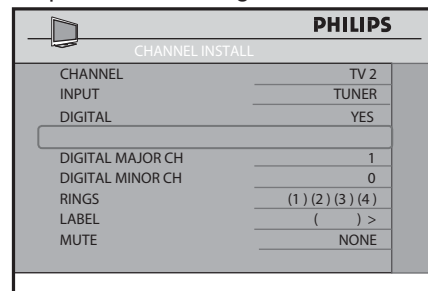 PHILIPS
CHANNEL INSTALL
CHANNEL TV 2
INPUT TUNER
DIGITAL YES
DIGITAL MAJOR CH 1
DIGITAL MINOR CH 0
RINGS (1 ) (2 ) (3 ) (4 )
LABEL ( ) >
MUTE NONE